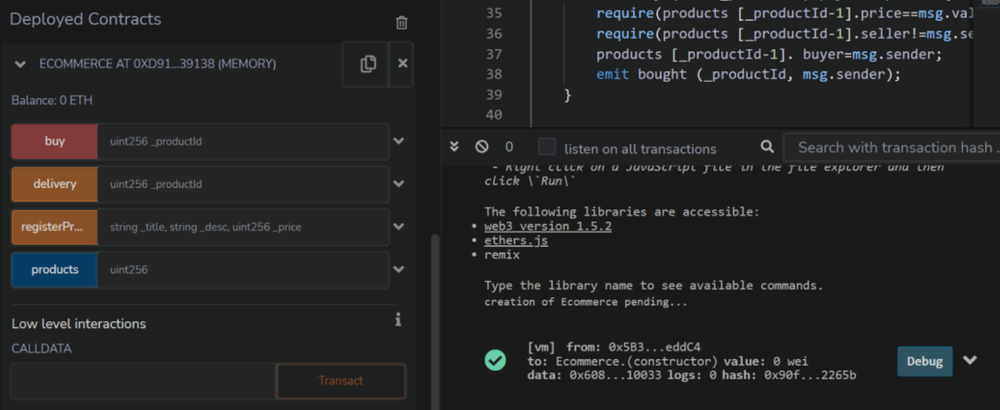 Deployed Contracts
ECOMMERCE AT 0XD91...39138 (MEMORY)
Balance: 0 ETH
buy uint256 _productId
delivery uint256 _productId
registerPr... string _title, string _desc, uint256 _price
products uint256
Low level interactions
CALLDATA
Transact
35 require(products [_productId-1].price==msg.val
36 require(products [_productId-1].seller!=msg.se
37 products [_productId-1]. buyer=msg.sender;
38 emit bought (_productId, msg.sender);
39 }
40
0 listen on all transactions Search with transaction hash .
- Right click on a JavaScript file in the file explorer and then
click \`Run\`
The following libraries are accessible:
• web3 version 1.5.2
• ethers.js
• remix
Type the library name to see available commands.
creation of Ecommerce pending...
[vm] from: 0x5B3...eddC4
to: Ecommerce.(constructor) value: 0 wei
data: 0x608...10033 logs: 0 hash: 0x90f...2265b
Debug